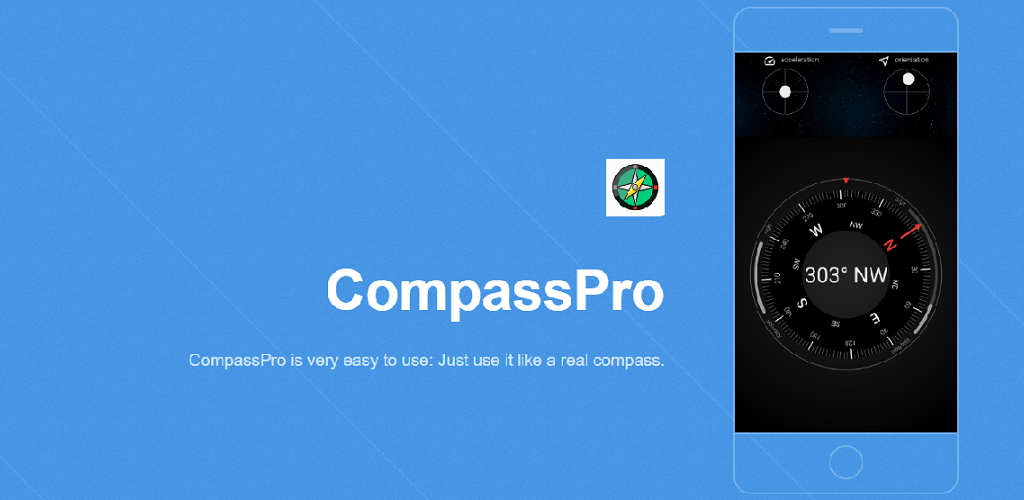 CompassPro
CompassPro is very easy to use: Just use it like a real compass.
acceleration
orientation
300
330
30
60
120
150
210
240
270
N
NE
E
SE
S
SW
W
NW
303° NW